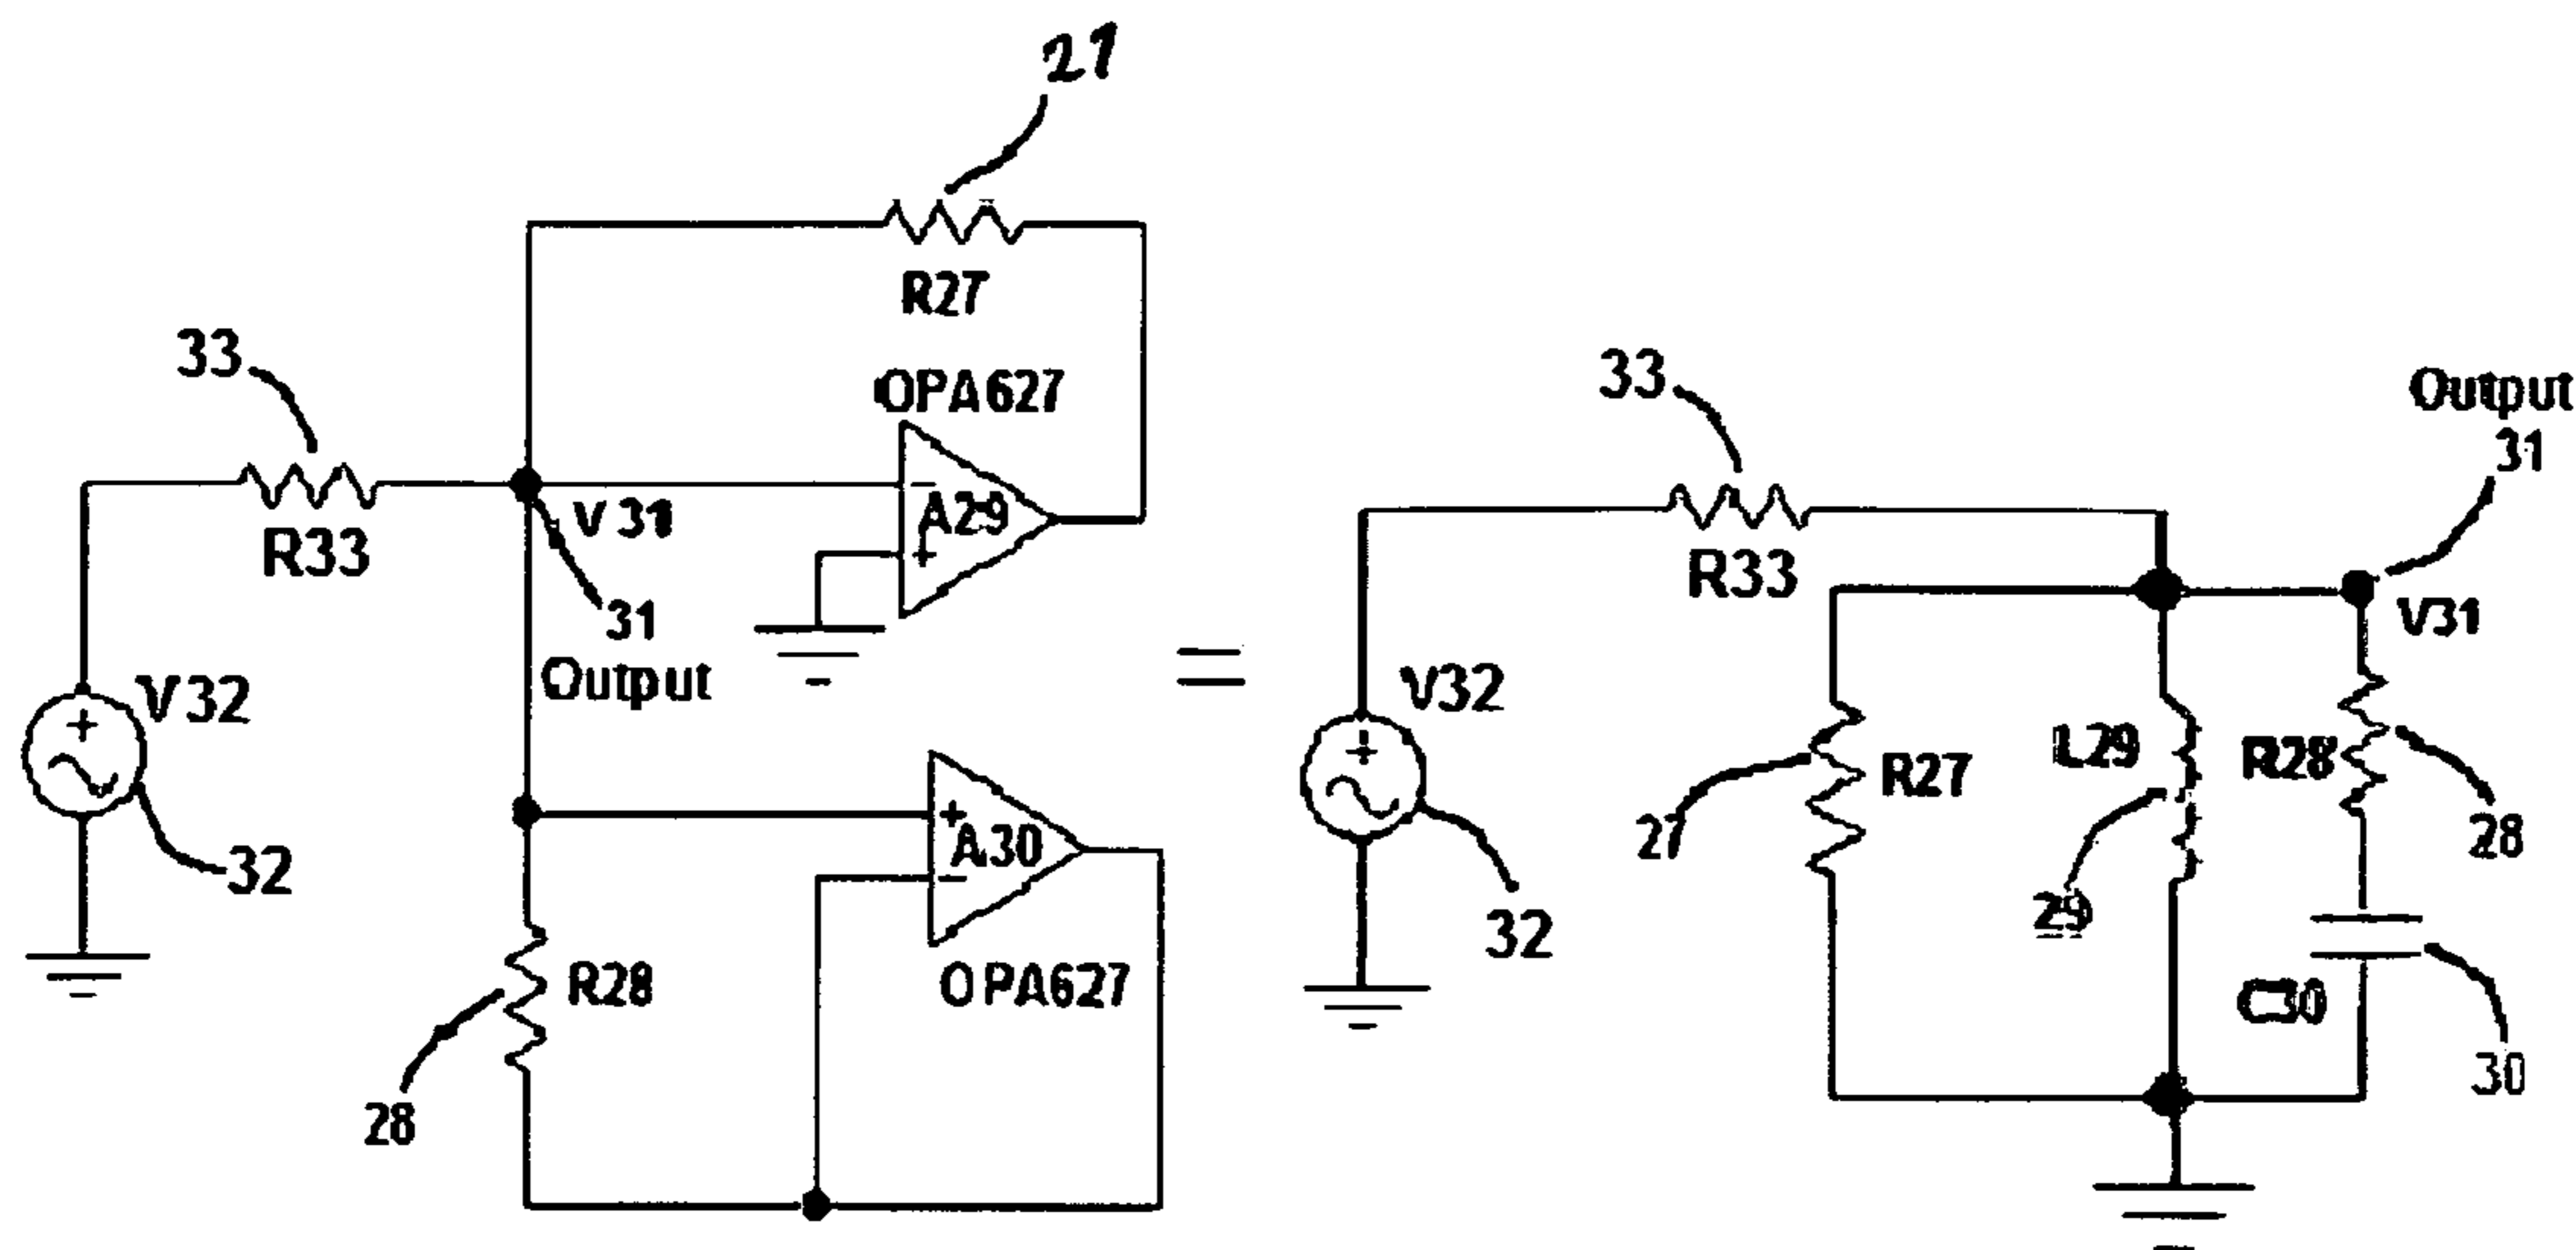 27
R27
33
OPA627
A29
-
+
V31
R33
31
Output
V32
+
32
+
A30
-
R28
OPA627
28
=
33
Output
31
R33
V31
V32
+
L29
R28
R27
27
28
29
32
C30
30